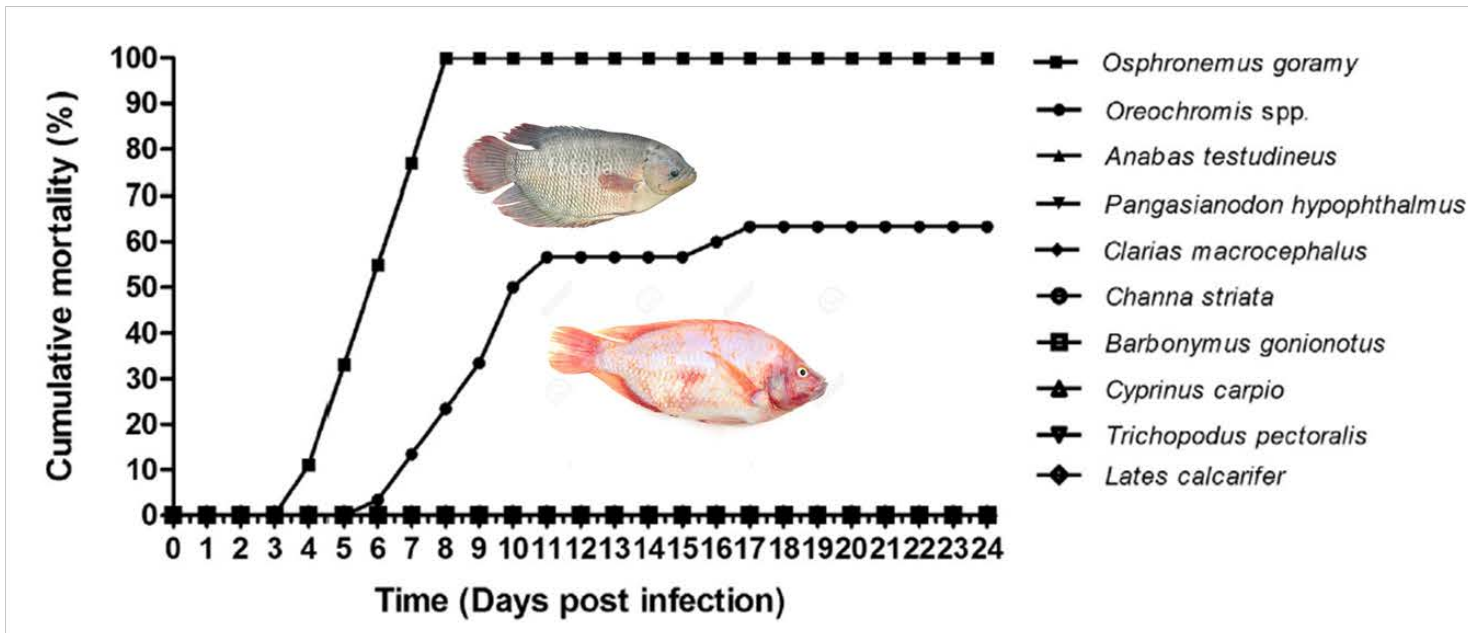 Cumulative mortality (%)
100
90
80
70
60
50
40
30
20
10
0
0 1 2 3 4 5 6 7 8 9 10 11 12 13 14 15 16 17 18 19 20 21 22 23 24
Time (Days post infection)
Osphronemus goramy
Oreochromis spp.
Anabas testudineus
Pangasianodon hypophthalmus
Clarias macrocephalus
Channa striata
Barbonymus gonionotus
Cyprinus carpio
Trichopodus pectoralis
Lates calcarifer